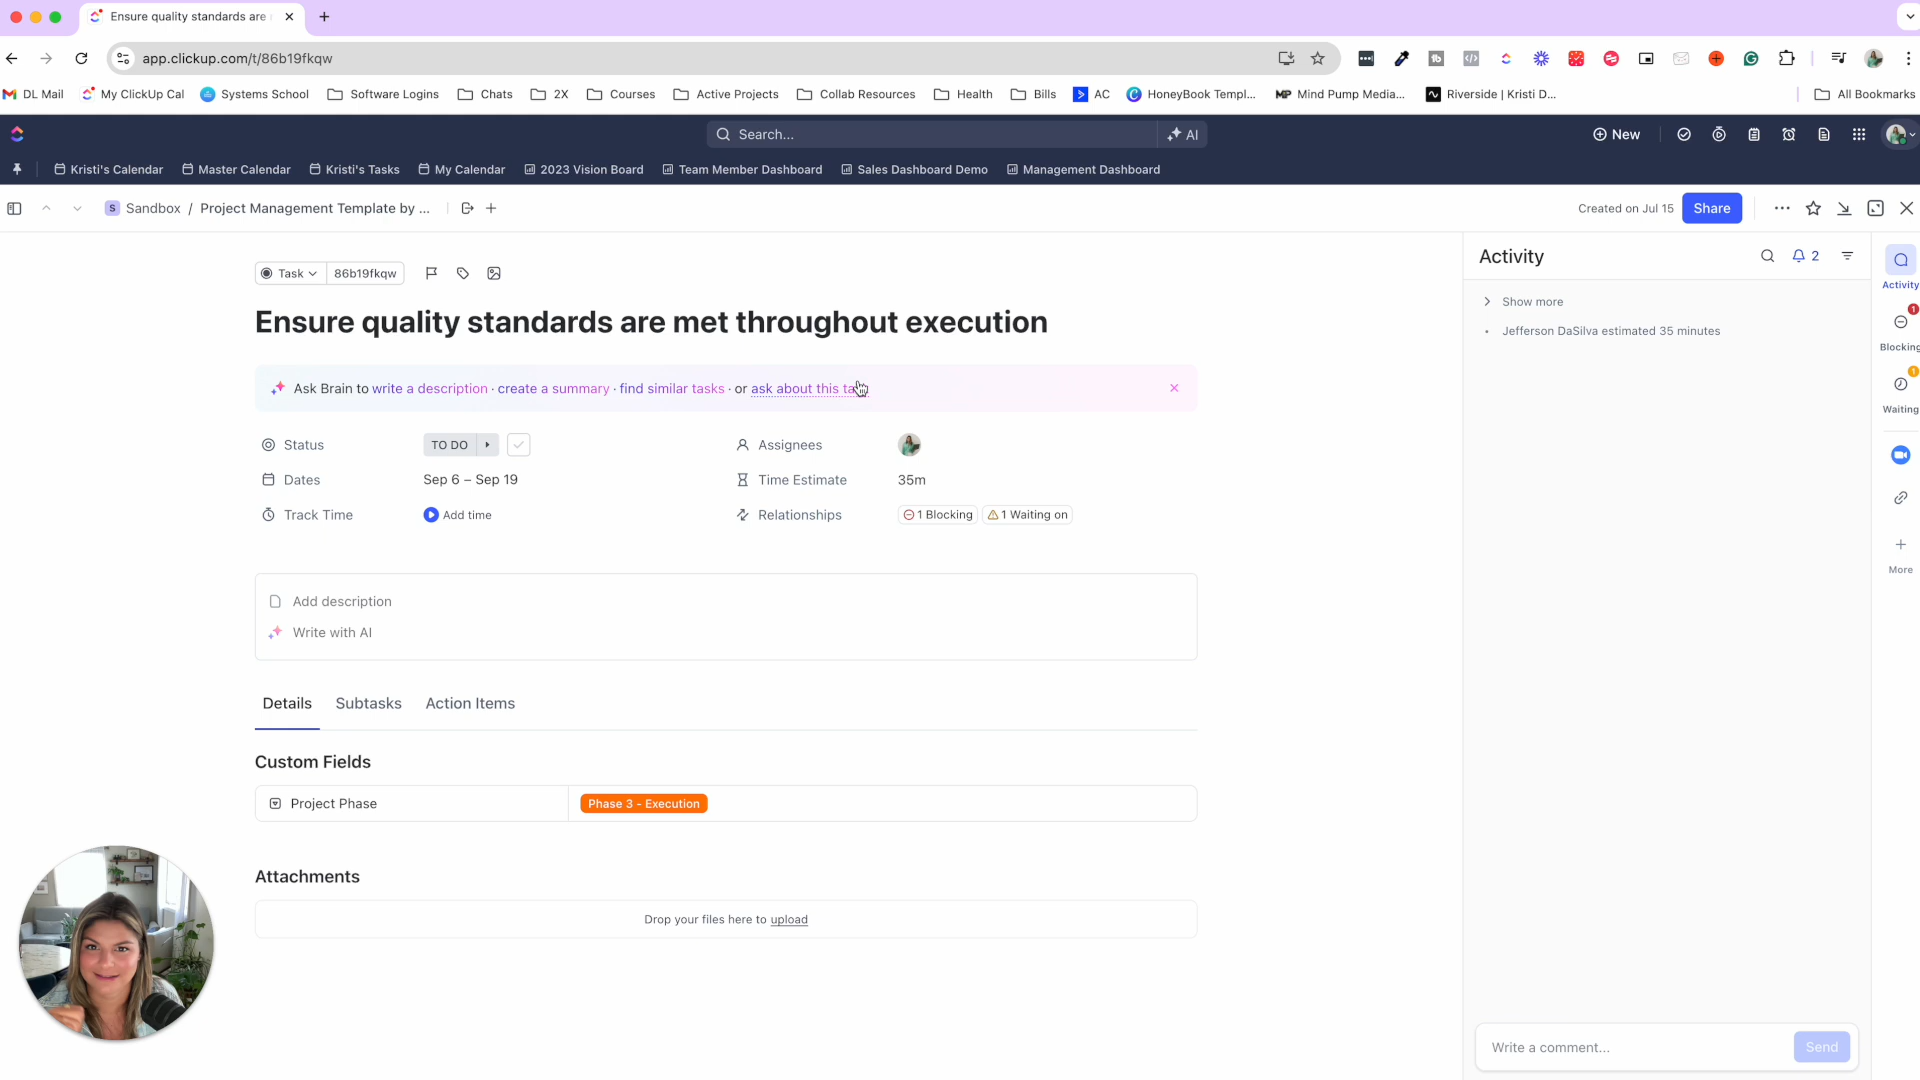 Ensure quality standards are
app.clickup.com/t/86b19fkqw
DL Mail My ClickUp Cal Systems School Software Logins Chats 2X Courses Active Projects Collab Resources Health Bills AC HoneyBook Templ... MP Mind Pump Media... Riverside | Kristi D... All Bookmarks
Search... AI New
Kristi's Calendar Master Calendar Kristi's Tasks My Calendar 2023 Vision Board Team Member Dashboard Sales Dashboard Demo Management Dashboard
S Sandbox / Project Management Template by ... Created on Jul 15 Share
Task 86b19fkqw
Ensure quality standards are met throughout execution
Ask Brain to write a description · create a summary · find similar tasks · or ask about this
Status TO DO Assignees
Dates Sep 6 – Sep 19 Time Estimate 35m
Track Time Add time Relationships 1 Blocking 1 Waiting on
Add description
Write with AI
Details Subtasks Action Items
Custom Fields
Project Phase Phase 3 - Execution
Attachments
Drop your files here to upload
Activity 2
Show more
Jefferson DaSilva estimated 35 minutes
Write a comment... Send
Activity
1
Blocking
1
Waiting
More